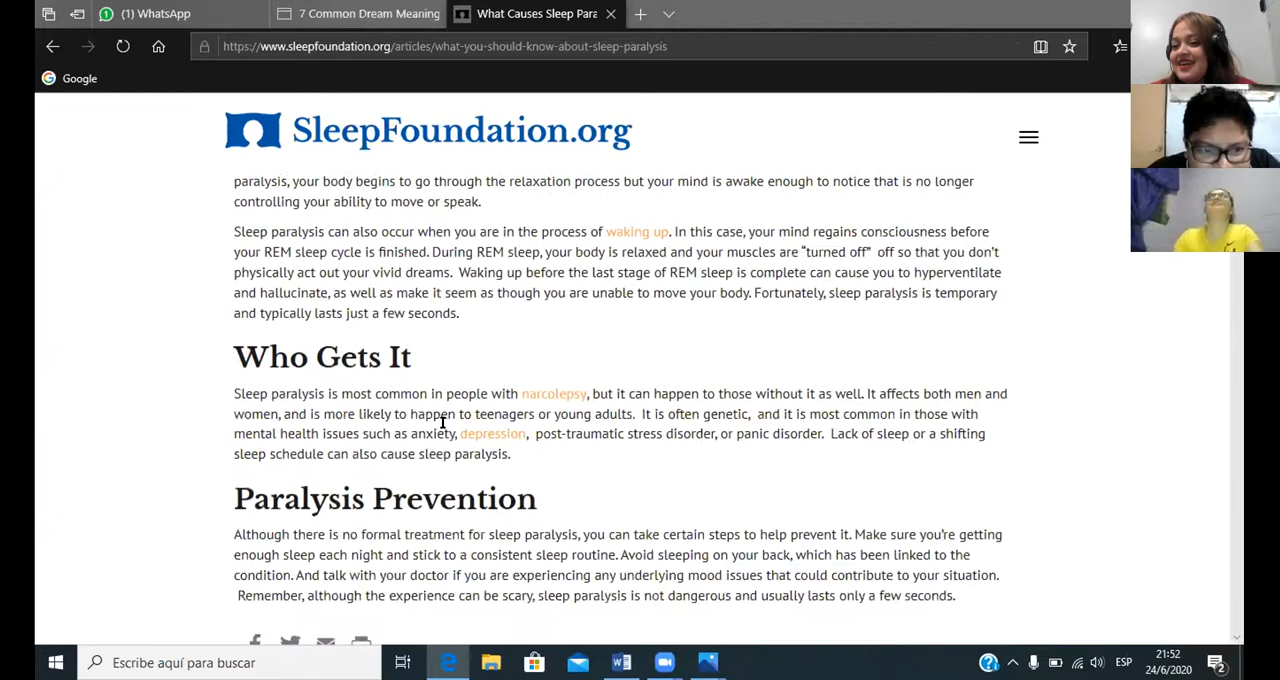 (1) WhatsApp
7 Common Dream Meaning
What Causes Sleep Para
https://www.sleepfoundation.org/articles/what-you-should-know-about-sleep-paralysis
Google
SleepFoundation.org
paralysis, your body begins to go through the relaxation process but your mind is awake enough to notice that is no longer
controlling your ability to move or speak.
Sleep paralysis can also occur when you are in the process of waking up. In this case, your mind regains consciousness before
your REM sleep cycle is finished. During REM sleep, your body is relaxed and your muscles are “turned off” off so that you don’t
physically act out your vivid dreams. Waking up before the last stage of REM sleep is complete can cause you to hyperventilate
and hallucinate, as well as make it seem as though you are unable to move your body. Fortunately, sleep paralysis is temporary
and typically lasts just a few seconds.
Who Gets It
Sleep paralysis is most common in people with narcolepsy, but it can happen to those without it as well. It affects both men and
women, and is more likely to happen to teenagers or young adults. It is often genetic, and it is most common in those with
mental health issues such as anxiety, depression, post-traumatic stress disorder, or panic disorder. Lack of sleep or a shifting
sleep schedule can also cause sleep paralysis.
Paralysis Prevention
Although there is no formal treatment for sleep paralysis, you can take certain steps to help prevent it. Make sure you’re getting
enough sleep each night and stick to a consistent sleep routine. Avoid sleeping on your back, which has been linked to the
condition. And talk with your doctor if you are experiencing any underlying mood issues that could contribute to your situation.
Remember, although the experience can be scary, sleep paralysis is not dangerous and usually lasts only a few seconds.
Escribe aquí para buscar
ESP
21:52
24/6/2020
2